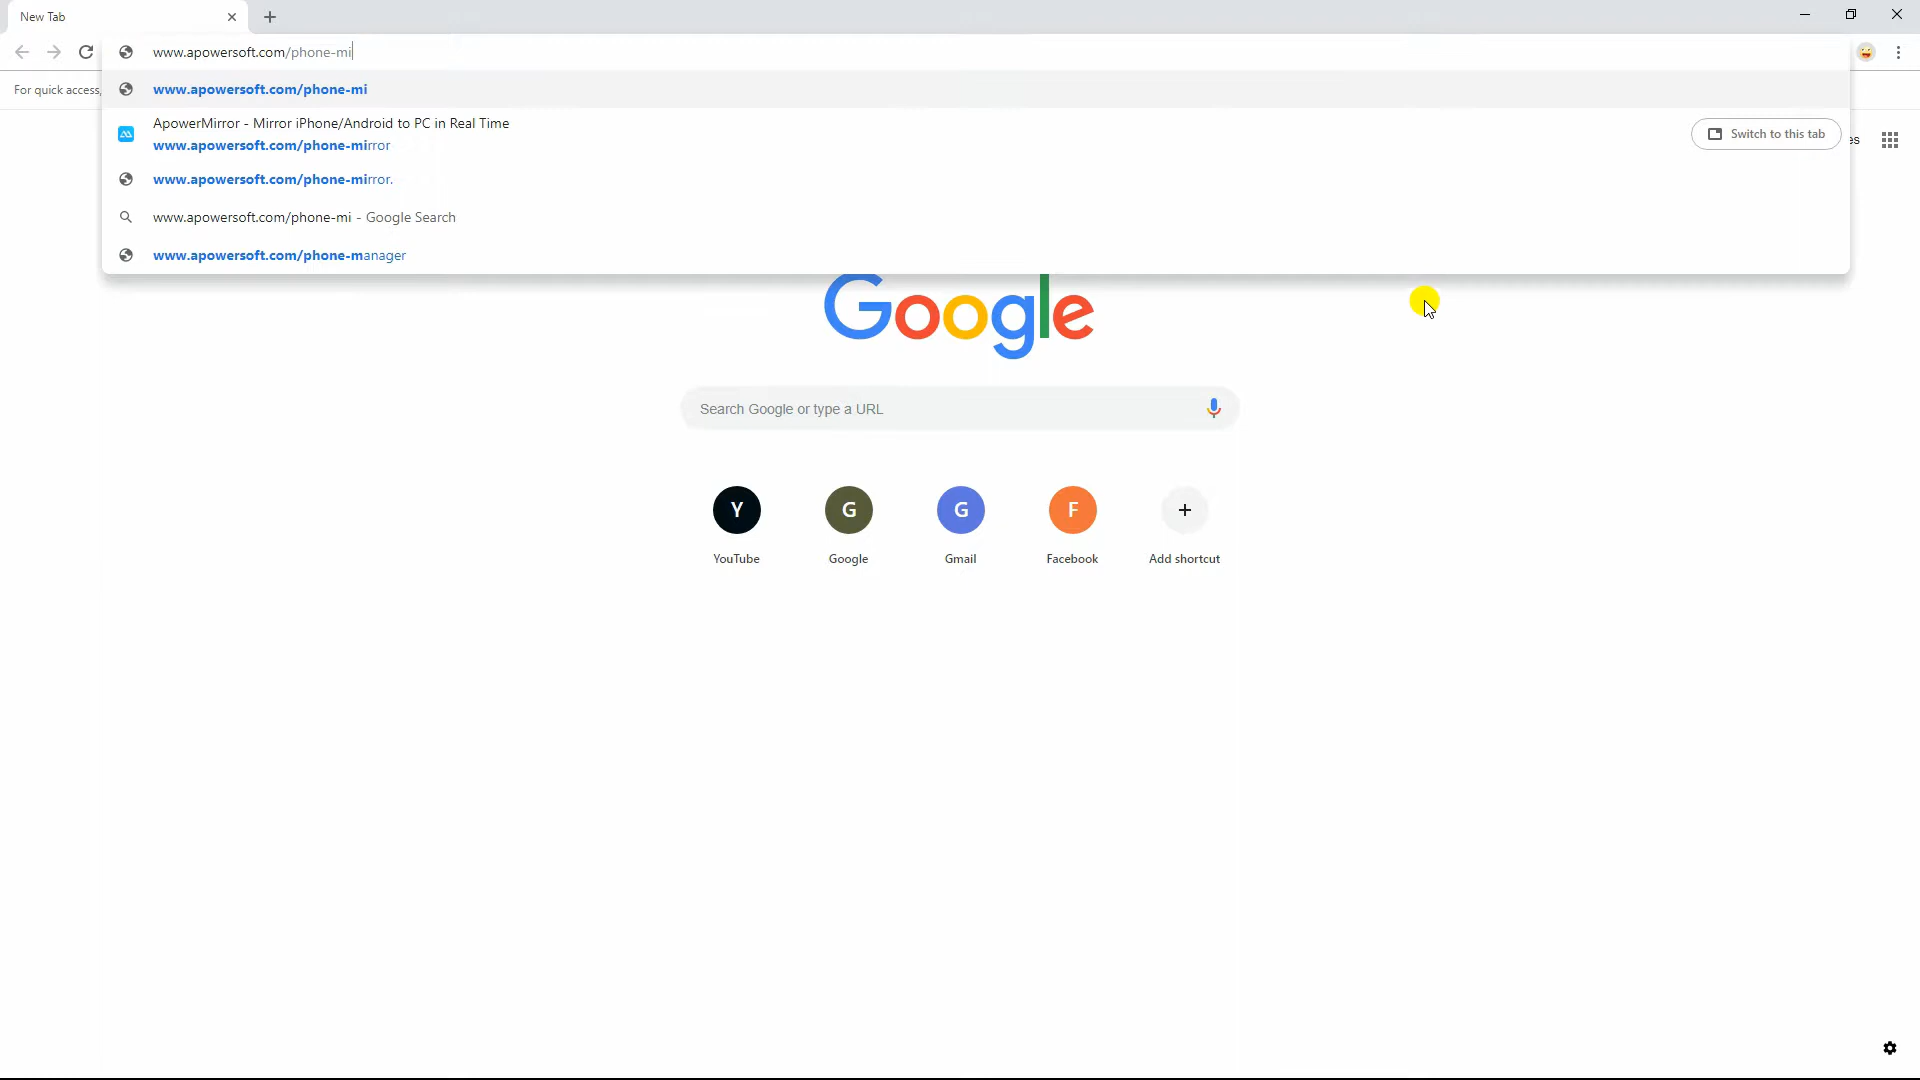 New Tab
www.apowersoft.com/phone-mi
For quick access,
www.apowersoft.com/phone-mi
ApowerMirror - Mirror iPhone/Android to PC in Real Time
www.apowersoft.com/phone-mirror
Switch to this tab
es
www.apowersoft.com/phone-mirror.
www.apowersoft.com/phone-mi - Google Search
www.apowersoft.com/phone-manager
Google
Search Google or type a URL
Y
G
G
F
YouTube
Google
Gmail
Facebook
Add shortcut